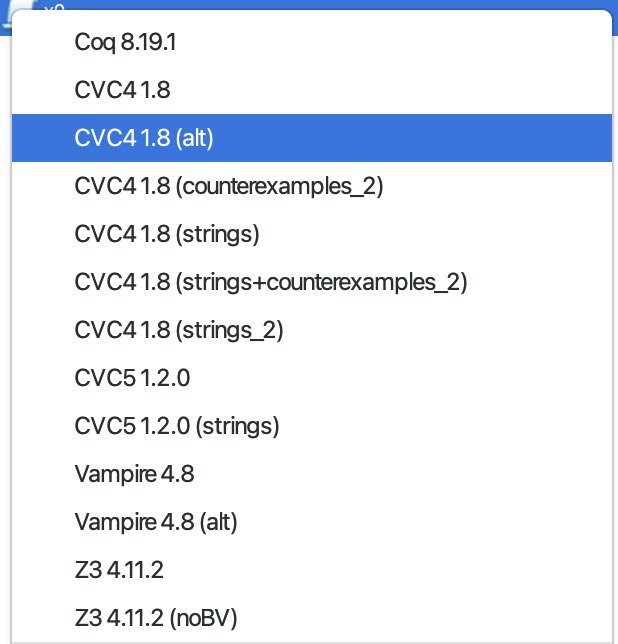 Coq 8.19.1
CVC4 1.8
CVC4 1.8 (alt)
CVC4 1.8 (counterexamples_2)
CVC4 1.8 (strings)
CVC4 1.8 (strings+counterexamples_2)
CVC4 1.8 (strings_2)
CVC5 1.2.0
CVC5 1.2.0 (strings)
Vampire 4.8
Vampire 4.8 (alt)
Z3 4.11.2
Z3 4.11.2 (noBV)